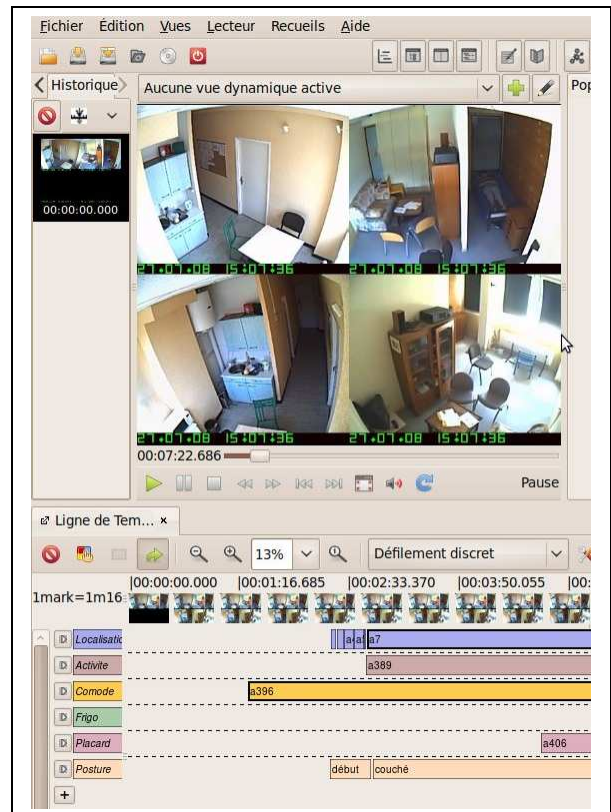 Fichier Édition Vues Lecteur Recueils Aide
Historique Aucune vue dynamique active Pop
00:00:00.000
27.07.08 15:07:36 27.07.08 15:07:36
27.07.08 15:07:36 27.07.08 15:07:36
00:07:22.686
Pause
Ligne de Tem... ×
13% Défilement discret
1mark=1m16 |00:00:00.000 |00:01:16.685 |00:02:33.370 |00:03:50.055 |00:
D Localisatio a7
D Activite a389
D Comode a396
D Frigo
D Placard a406
D Posture début couché